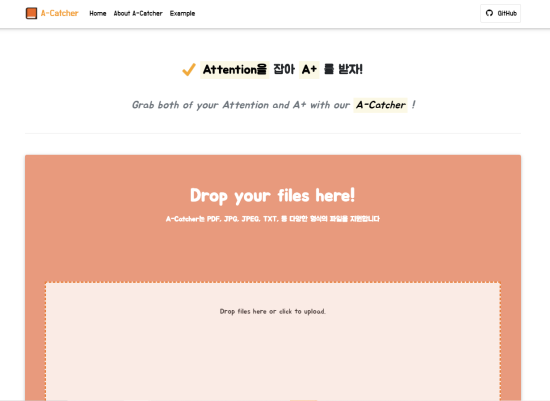 A-Catcher Home About A-Catcher Example GitHub
Attention을 잡아 A+ 를 받자!
Grab both of your Attention and A+ with our A-Catcher !
Drop your files here!
A-Catcher는 PDF, JPG, JPEG, TXT, 등 다양한 형식의 파일을 지원합니다
Drop files here or click to upload.